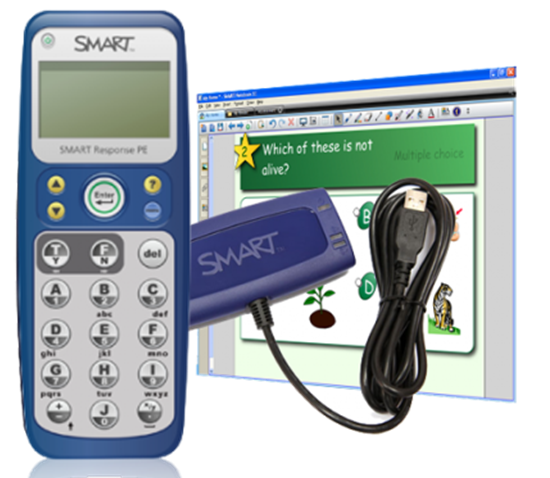 SMART
SMART Response PE
Enter
?
T
Y
F
N
del
A
1
B
2
C
3
abc
def
D
4
E
5
F
6
ghi
jkl
mno
G
7
H
8
I
9
pqrs
tuv
wxyz
+
-
J
0
SMART
2
Which of these is not
alive?
Multiple choice
B
D